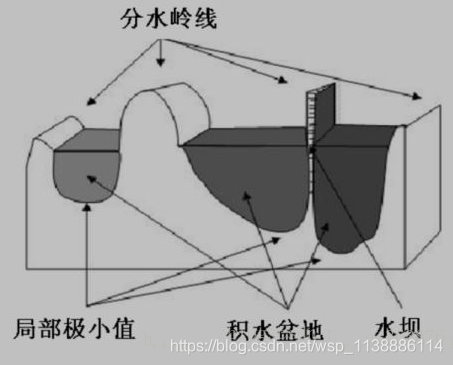 分水岭线
局部极小值 积水盆地 水坝
https://blog.csdn.net/wsp_1138886114